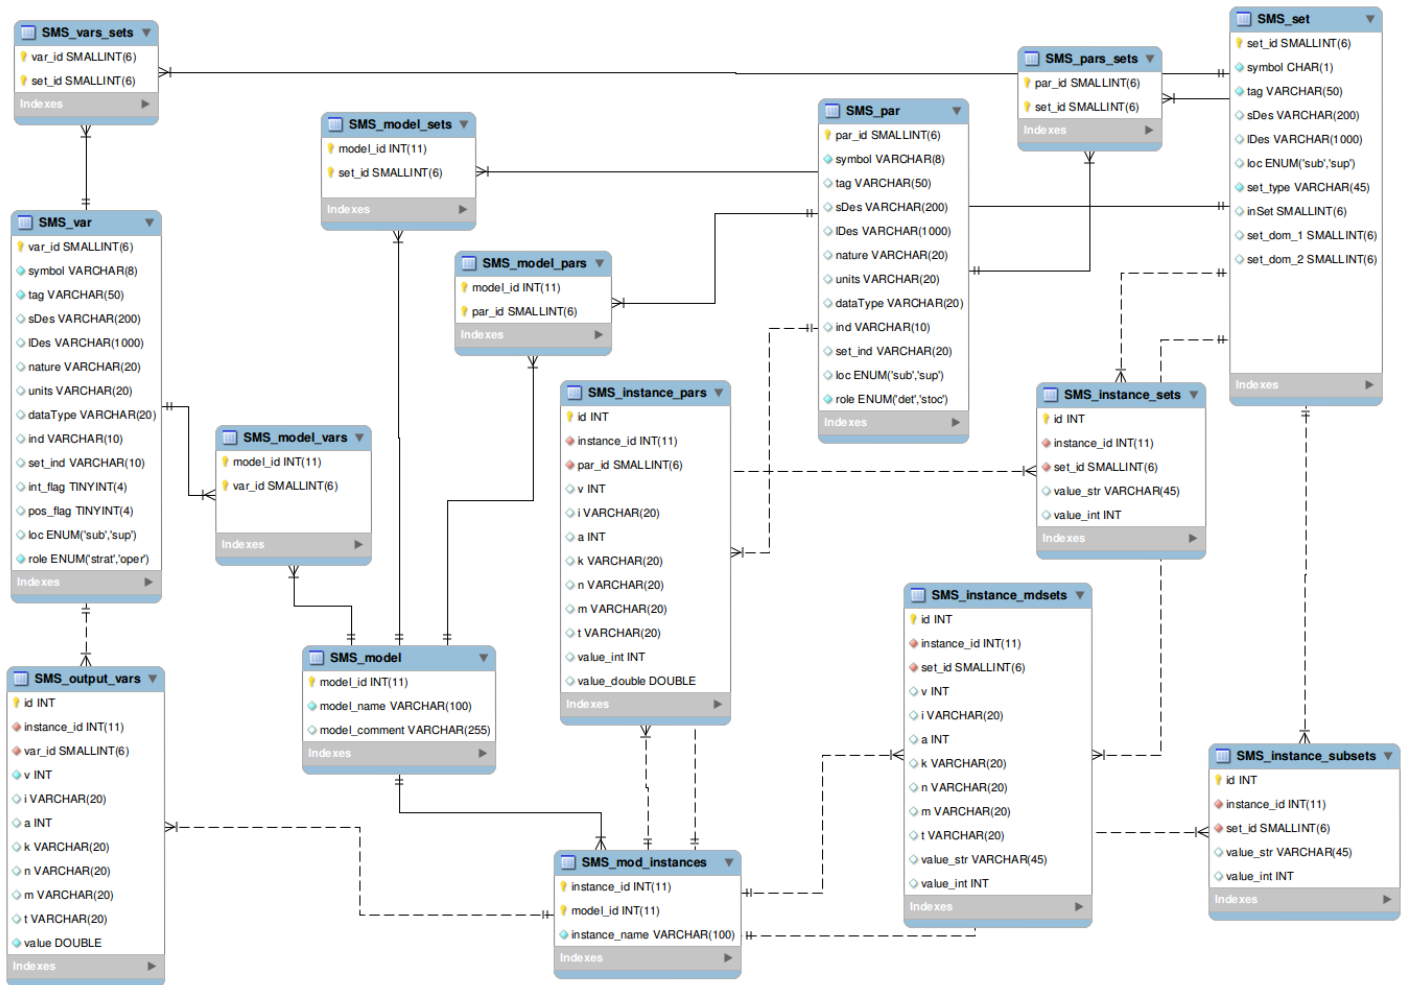 SMS_vars_sets
var_id SMALLINT(6)
set_id SMALLINT(6)
Indexes
SMS_set
set_id SMALLINT(6)
symbol CHAR(1)
tag VARCHAR(50)
sDes VARCHAR(200)
lDes VARCHAR(1000)
loc ENUM('sub','sup')
set_type VARCHAR(45)
inSet SMALLINT(6)
set_dom_1 SMALLINT(6)
set_dom_2 SMALLINT(6)
Indexes
SMS_pars_sets
par_id SMALLINT(6)
set_id SMALLINT(6)
Indexes
SMS_par
par_id SMALLINT(6)
symbol VARCHAR(8)
tag VARCHAR(50)
sDes VARCHAR(200)
lDes VARCHAR(1000)
nature VARCHAR(20)
units VARCHAR(20)
dataType VARCHAR(20)
ind VARCHAR(10)
set_ind VARCHAR(20)
loc ENUM('sub','sup')
role ENUM('det','stoc')
Indexes
SMS_model_sets
model_id INT(11)
set_id SMALLINT(6)
Indexes
SMS_var
var_id SMALLINT(6)
symbol VARCHAR(8)
tag VARCHAR(50)
sDes VARCHAR(200)
lDes VARCHAR(1000)
nature VARCHAR(20)
units VARCHAR(20)
dataType VARCHAR(20)
ind VARCHAR(10)
set_ind VARCHAR(10)
int_flag TINYINT(4)
pos_flag TINYINT(4)
loc ENUM('sub','sup')
role ENUM('strat','oper')
Indexes
SMS_model_pars
model_id INT(11)
par_id SMALLINT(6)
Indexes
SMS_instance_pars
id INT
instance_id INT(11)
par_id SMALLINT(6)
v INT
i VARCHAR(20)
a INT
k VARCHAR(20)
n VARCHAR(20)
m VARCHAR(20)
t VARCHAR(20)
value_int INT
value_double DOUBLE
Indexes
SMS_instance_sets
id INT
instance_id INT(11)
set_id SMALLINT(6)
value_str VARCHAR(45)
value_int INT
Indexes
SMS_model_vars
model_id INT(11)
var_id SMALLINT(6)
Indexes
SMS_instance_mdsets
id INT
instance_id INT(11)
set_id SMALLINT(6)
v INT
i VARCHAR(20)
a INT
k VARCHAR(20)
n VARCHAR(20)
m VARCHAR(20)
t VARCHAR(20)
value_str VARCHAR(45)
value_int INT
Indexes
SMS_model
model_id INT(11)
model_name VARCHAR(100)
model_comment VARCHAR(255)
Indexes
SMS_output_vars
id INT
instance_id INT(11)
var_id SMALLINT(6)
v INT
i VARCHAR(20)
a INT
k VARCHAR(20)
n VARCHAR(20)
m VARCHAR(20)
t VARCHAR(20)
value DOUBLE
Indexes
SMS_instance_subsets
id INT
instance_id INT(11)
set_id SMALLINT(6)
value_str VARCHAR(45)
value_int INT
Indexes
SMS_mod_instances
instance_id INT(11)
model_id INT(11)
instance_name VARCHAR(100)
Indexes